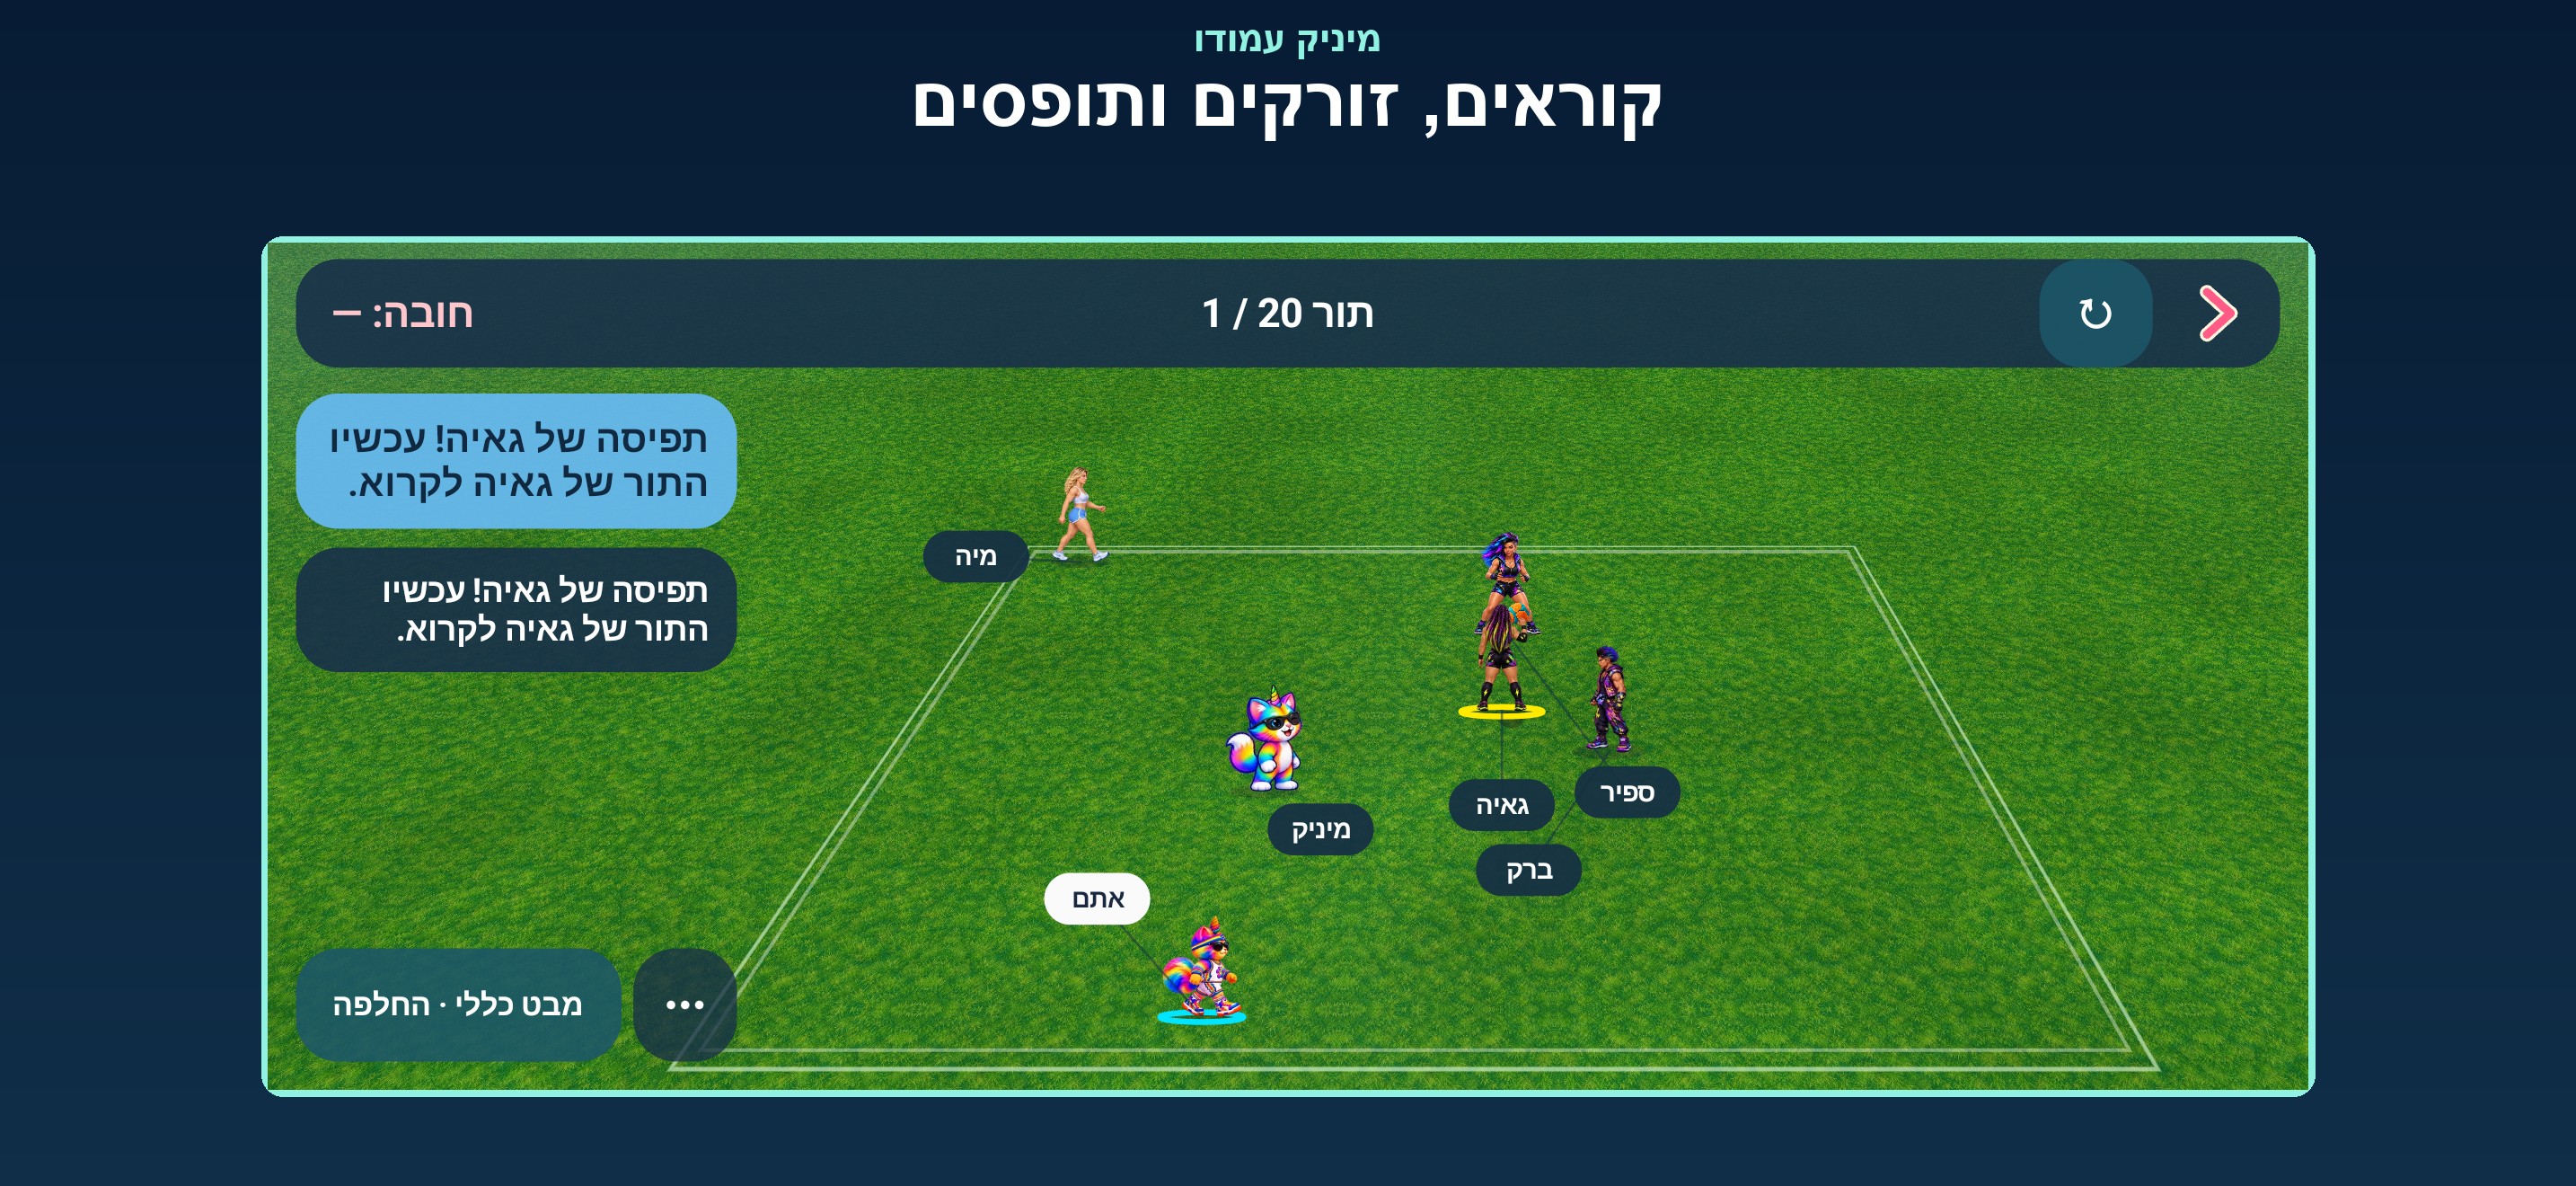 מיניק עמודו
קוראים, זורקים ותופסים
תור 20 / 1
חובה: –
תפיסה של גאיה! עכשיו
התור של גאיה לקרוא.
תפיסה של גאיה! עכשיו
התור של גאיה לקרוא.
מיה
ספיר
גאיה
מיניק
ברק
אתם
מבט כללי · החלפה